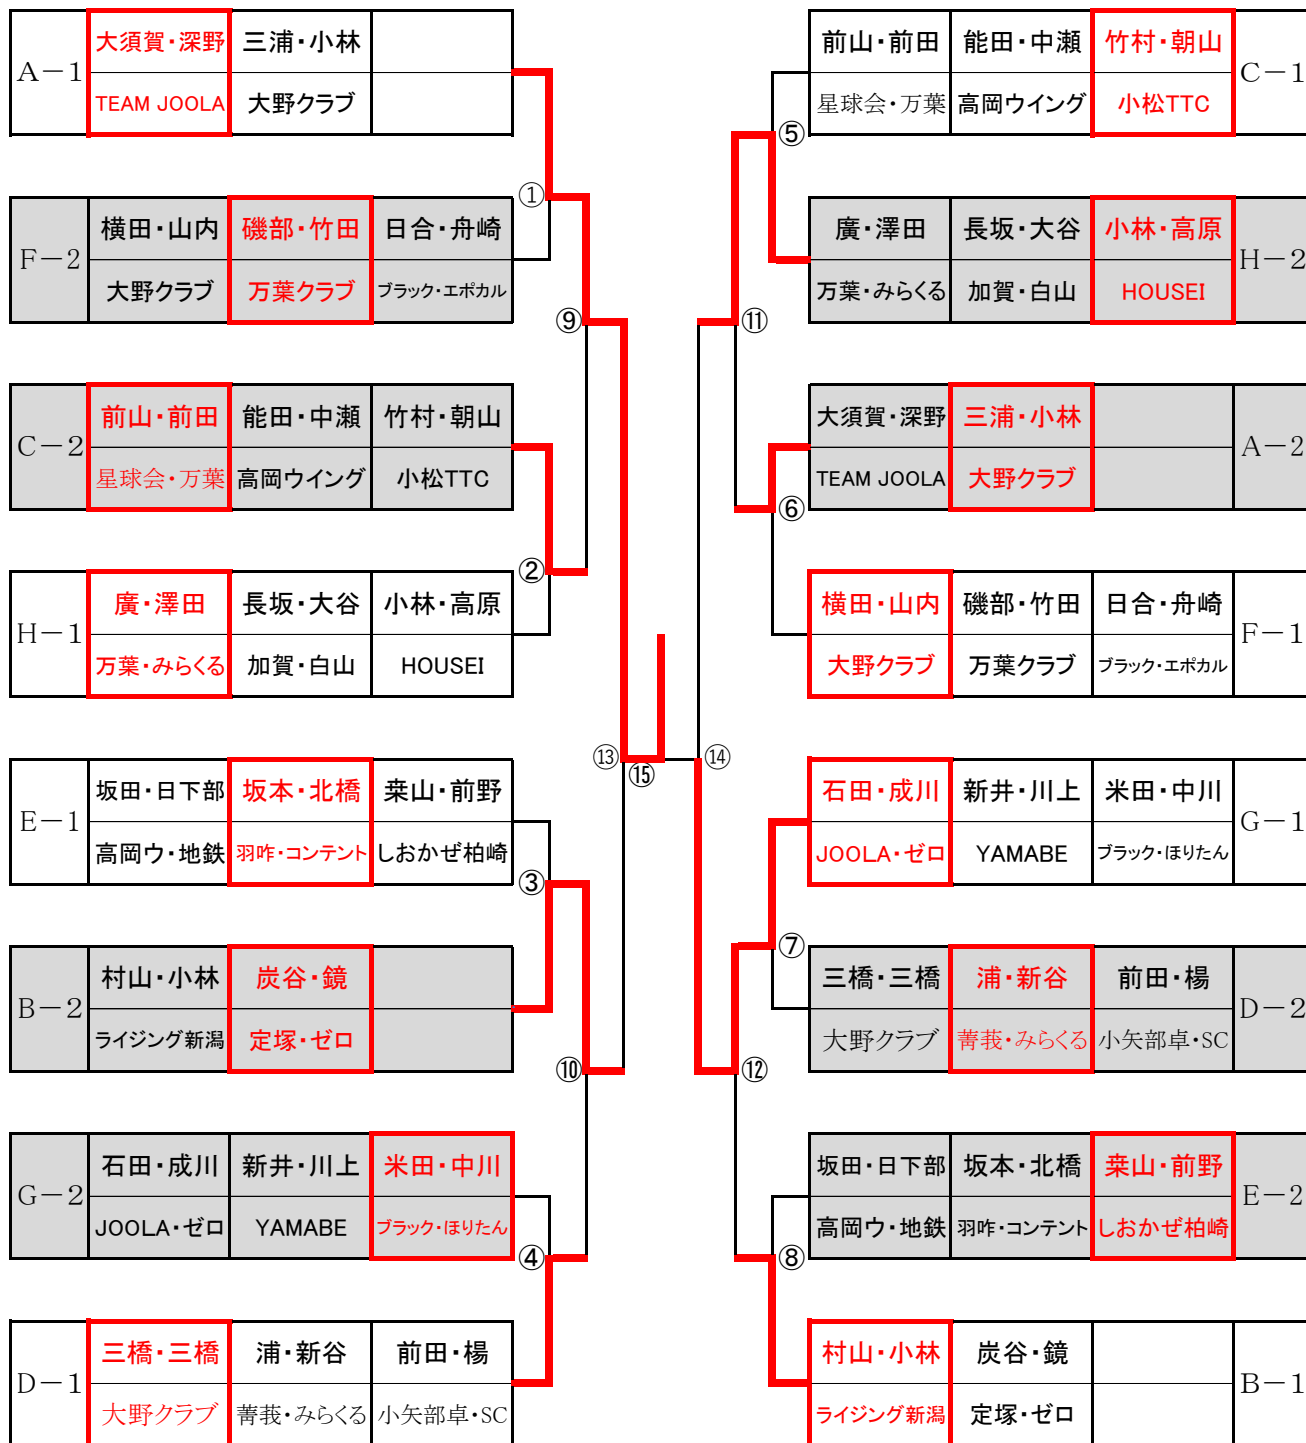 A－1 大須賀・深野 三浦・小林
TEAM JOOLA 大野クラブ
①
F－2 横田・山内 磯部・竹田 日合・舟崎
大野クラブ 万葉クラブ ブラック・エポカル
⑨
C－2 前山・前田 能田・中瀬 竹村・朝山
星球会・万葉 高岡ウイング 小松TTC
②
H－1 廣・澤田 長坂・大谷 小林・高原
万葉・みらくる 加賀・白山 HOUSEI
⑬
E－1 坂田・日下部 坂本・北橋 桒山・前野
高岡ウ・地鉄 羽咋・コンテント しおかぜ柏崎
③
B－2 村山・小林 炭谷・鏡
ライジング新潟 定塚・ゼロ
⑩
G－2 石田・成川 新井・川上 米田・中川
JOOLA・ゼロ YAMABE ブラック・ほりたん
④
D－1 三橋・三橋 浦・新谷 前田・楊
大野クラブ 菁莪・みらくる 小矢部卓・SC
⑮
前山・前田 能田・中瀬 竹村・朝山 C－1
星球会・万葉 高岡ウイング 小松TTC
⑤
廣・澤田 長坂・大谷 小林・高原 H－2
万葉・みらくる 加賀・白山 HOUSEI
⑪
大須賀・深野 三浦・小林 A－2
TEAM JOOLA 大野クラブ
⑥
横田・山内 磯部・竹田 日合・舟崎 F－1
大野クラブ 万葉クラブ ブラック・エポカル
⑭
石田・成川 新井・川上 米田・中川 G－1
JOOLA・ゼロ YAMABE ブラック・ほりたん
⑦
三橋・三橋 浦・新谷 前田・楊 D－2
大野クラブ 菁莪・みらくる 小矢部卓・SC
⑫
坂田・日下部 坂本・北橋 桒山・前野 E－2
高岡ウ・地鉄 羽咋・コンテント しおかぜ柏崎
⑧
村山・小林 炭谷・鏡 B－1
ライジング新潟 定塚・ゼロ